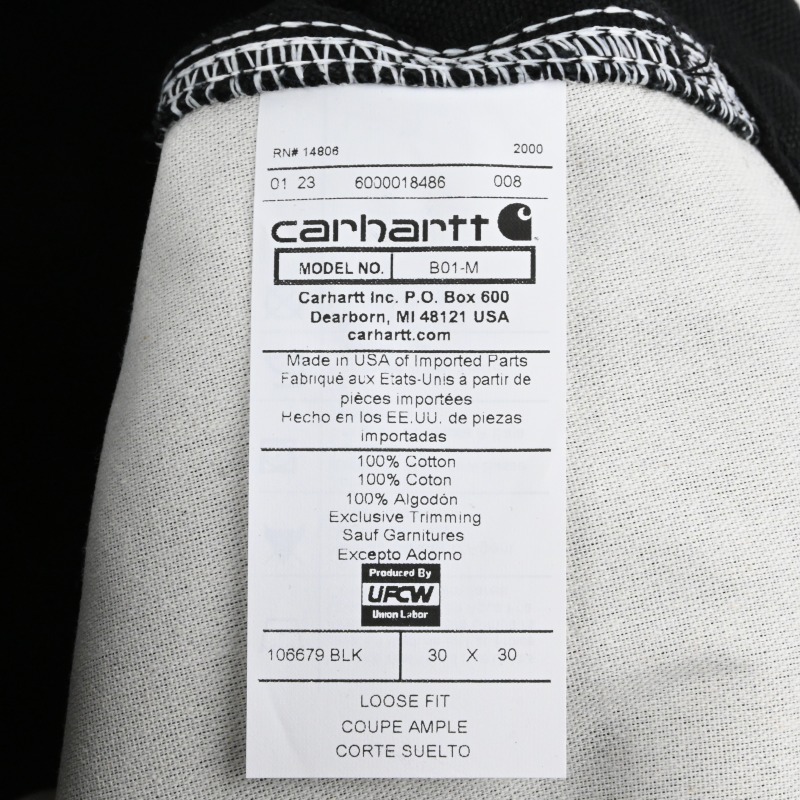 RN# 14806 2000
01 23 6000018486 008
carhartt
MODEL NO. B01-M
Carhartt Inc. P.O. Box 600
Dearborn, MI 48121 USA
carhartt.com
Made in USA of Imported Parts
Fabriqué aux Etats-Unis à partir de
pièces importées
Hecho en los EE.UU. de piezas
importadas
100% Cotton
100% Coton
100% Algodón
Exclusive Trimming
Sauf Garnitures
Excepto Adorno
Produced By
UFCW
Union Labor
106679 BLK 30 X 30
LOOSE FIT
COUPE AMPLE
CORTE SUELTO